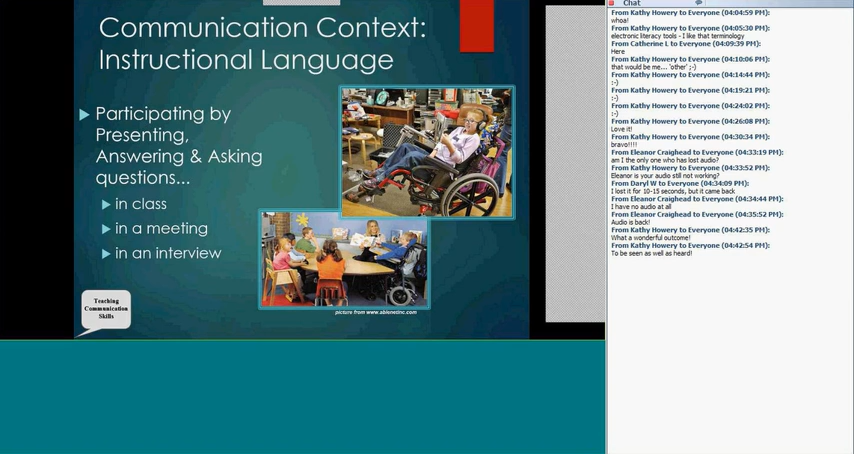 Communication Context:
Instructional Language
Participating by
Presenting,
Answering & Asking
questions...
in class
in a meeting
in an interview
Teaching
Communication
Skills
picture from www.ablenetinc.com
Chat
From Kathy Howery to Everyone (04:04:59 PM):
whoa!
From Kathy Howery to Everyone (04:05:30 PM):
electronic literacy tools - I like that terminology
From Catherine L to Everyone (04:09:39 PM):
Here
From Kathy Howery to Everyone (04:10:06 PM):
that would be me... 'other' ;-)
From Kathy Howery to Everyone (04:14:44 PM):
:-)
From Kathy Howery to Everyone (04:19:21 PM):
:-)
From Kathy Howery to Everyone (04:24:02 PM):
:-)
From Kathy Howery to Everyone (04:26:08 PM):
Love it!
From Kathy Howery to Everyone (04:30:34 PM):
bravo!!!!
From Eleanor Craighead to Everyone (04:33:19 PM):
am I the only one who has lost audio?
From Kathy Howery to Everyone (04:33:52 PM):
Eleanor is your audio still not working?
From Daryl W to Everyone (04:34:09 PM):
I lost it for 10-15 seconds, but it came back
From Eleanor Craighead to Everyone (04:34:44 PM):
I have no audio at all
From Eleanor Craighead to Everyone (04:35:52 PM):
Audio is back!
From Kathy Howery to Everyone (04:42:35 PM):
What a wonderful outcome!
From Kathy Howery to Everyone (04:42:54 PM):
To be seen as well as heard!